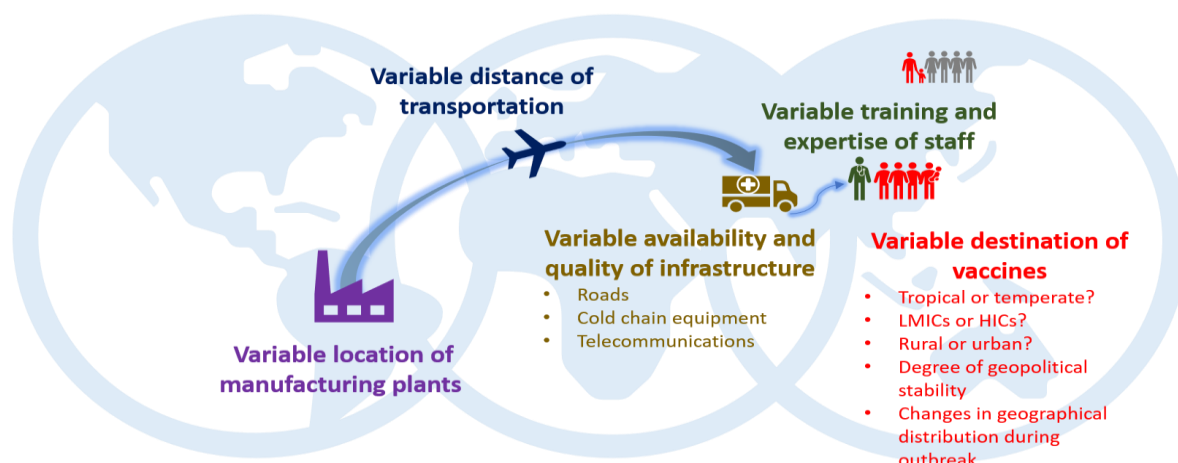 Variable distance of
transportation
Variable training and
expertise of staff
Variable availability and
quality of infrastructure
• Roads
• Cold chain equipment
• Telecommunications
Variable destination of
vaccines
• Tropical or temperate?
• LMICs or HICs?
• Rural or urban?
• Degree of geopolitical
stability
• Changes in geographical
distribution during
outbreak
Variable location of
manufacturing plants